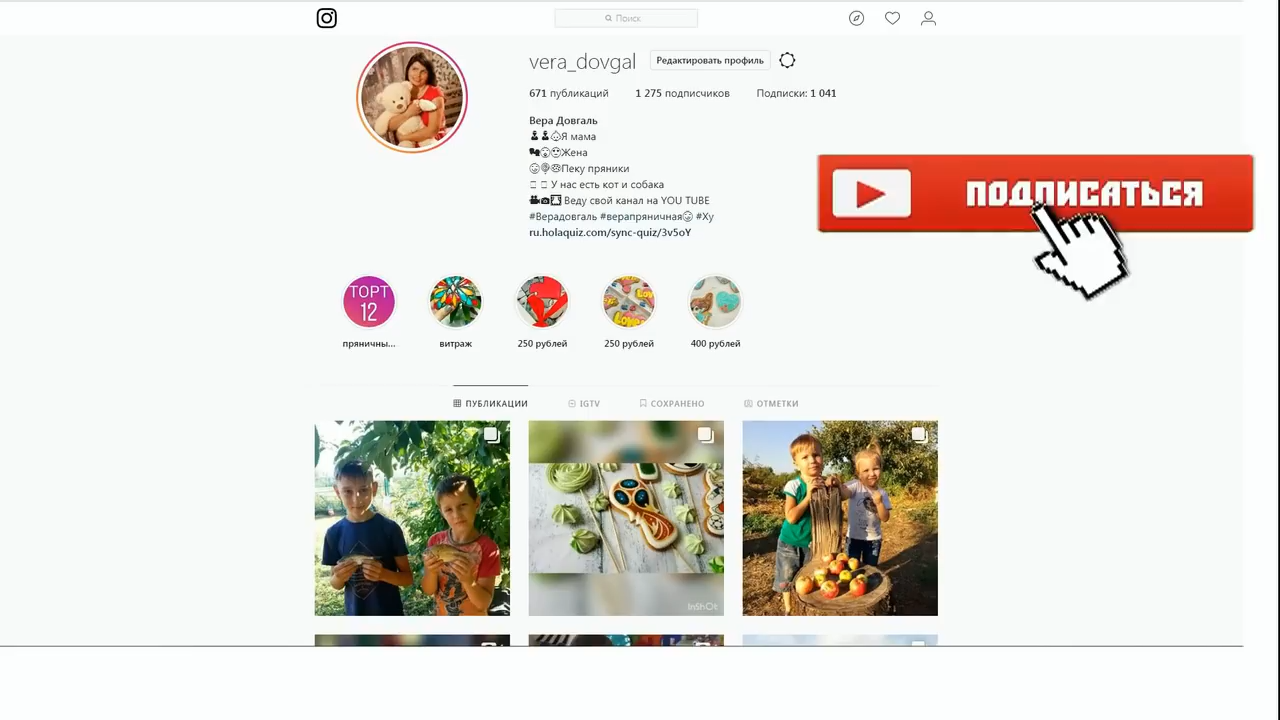 Поиск
vera_dovgal
Редактировать профиль
671 публикаций
1 275 подписчиков
Подписки: 1 041
Вера Довгаль
Я мама
Жена
Пеку пряники
У нас есть кот и собака
Веду свой канал на YOU TUBE
#Верадовгаль #верапряничная #Ху
ru.holaquiz.com/sync-quiz/3v5oY
ПОДПИСАТЬСЯ
ТОРТ
12
пряничны...
витраж
250 рублей
250 рублей
400 рублей
ПУБЛИКАЦИИ
IGTV
СОХРАНЕНО
ОТМЕТКИ
InShOt